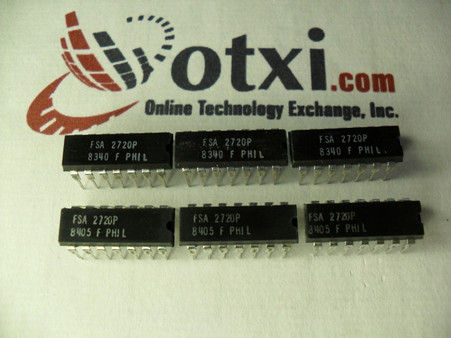 otxi.com
Online Technology Exchange, Inc.
FSA 2720P
8340 F PHIL
FSA 2720P
8340 F PHIL
FSA 2720P
8340 F PHIL
FSA 2720P
8405 F PHIL
FSA 2720P
8405 F PHIL
FSA 2720P
8405 F PHIL